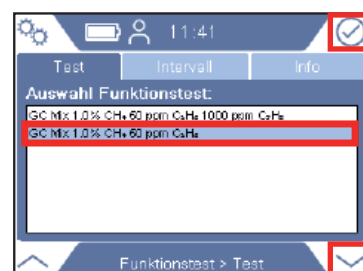 11:41
Test Intervall Info
Auswahl Funktionstest:
GC Mix 1.0% CH₄ 60 ppm C₂H₆ 1000 ppm C₃H₈
GC Mix 1.0% CH₄ 60 ppm C₂H₆
Funktionstest > Test